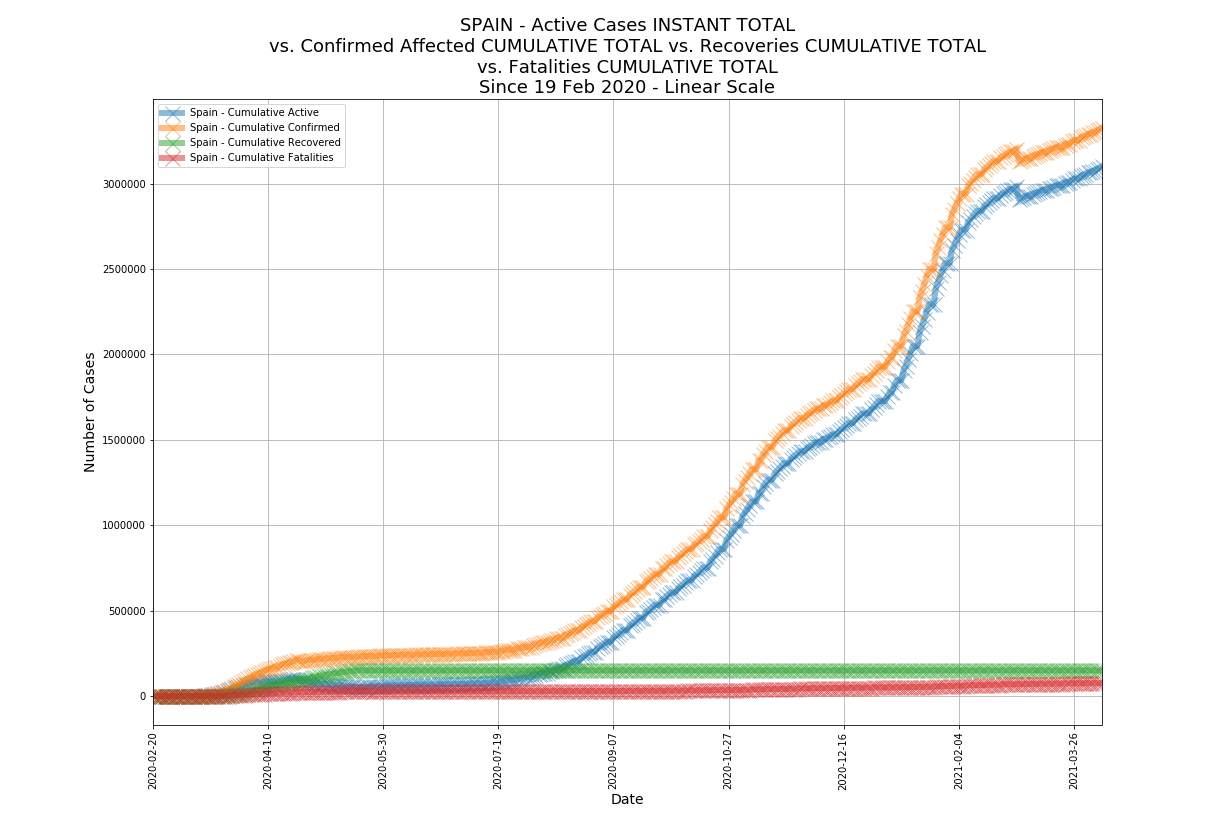 SPAIN - Active Cases INSTANT TOTAL
vs. Confirmed Affected CUMULATIVE TOTAL vs. Recoveries CUMULATIVE TOTAL
vs. Fatalities CUMULATIVE TOTAL
Since 19 Feb 2020 - Linear Scale
Spain - Cumulative Active
Spain - Cumulative Confirmed
Spain - Cumulative Recovered
Spain - Cumulative Fatalities
3000000
2500000
2000000
1500000
1000000
500000
0
Number of Cases
2020-02-20
2020-04-10
2020-05-30
2020-07-19
2020-09-07
2020-10-27
2020-12-16
2021-02-04
2021-03-26
Date